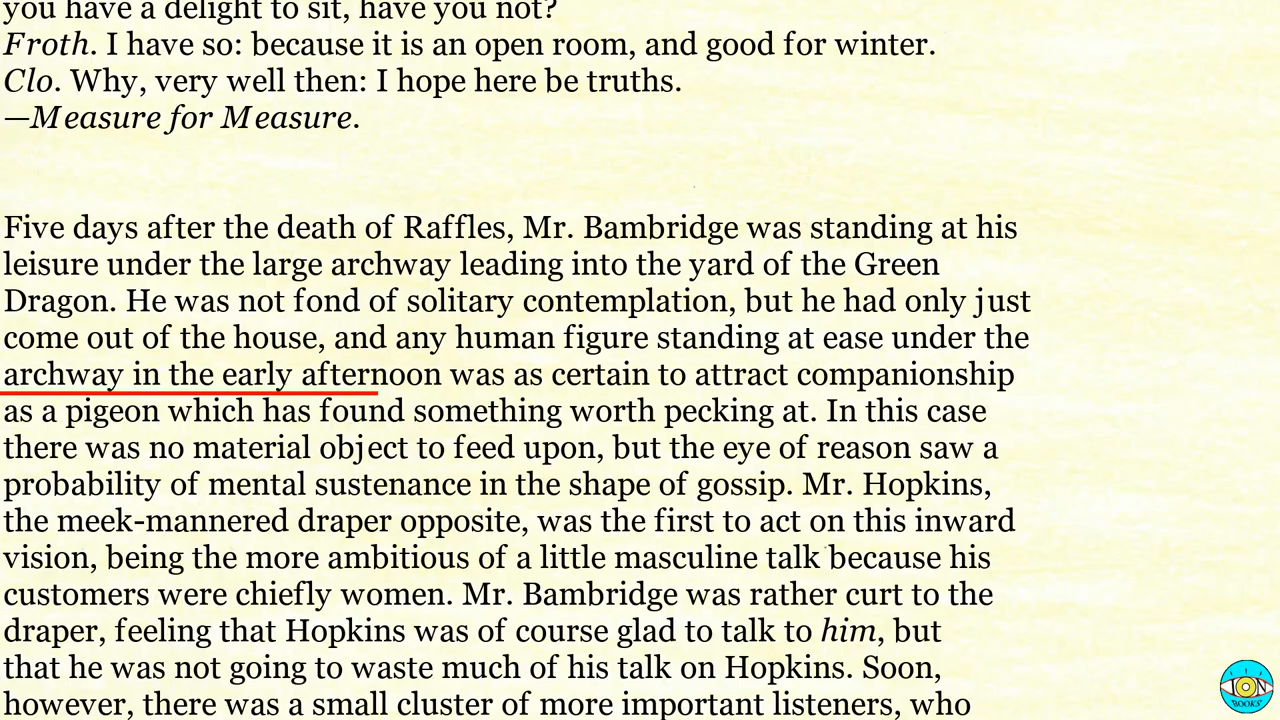 you have a delight to sit, have you not?
Froth. I have so: because it is an open room, and good for winter.
Clo. Why, very well then: I hope here be truths.
—Measure for Measure.
Five days after the death of Raffles, Mr. Bambridge was standing at his
leisure under the large archway leading into the yard of the Green
Dragon. He was not fond of solitary contemplation, but he had only just
come out of the house, and any human figure standing at ease under the
archway in the early afternoon was as certain to attract companionship
as a pigeon which has found something worth pecking at. In this case
there was no material object to feed upon, but the eye of reason saw a
probability of mental sustenance in the shape of gossip. Mr. Hopkins,
the meek-mannered draper opposite, was the first to act on this inward
vision, being the more ambitious of a little masculine talk because his
customers were chiefly women. Mr. Bambridge was rather curt to the
draper, feeling that Hopkins was of course glad to talk to him, but
that he was not going to waste much of his talk on Hopkins. Soon,
however, there was a small cluster of more important listeners, who
ION
BOOKS